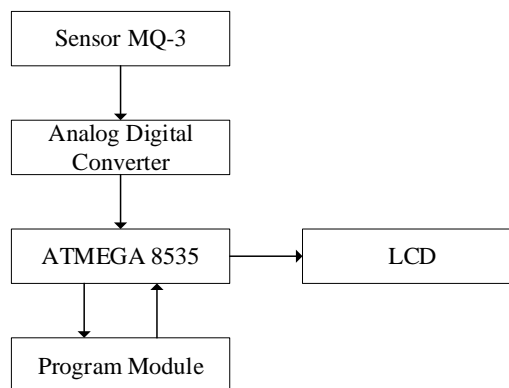 Sensor MQ-3
Analog Digital
Converter
ATMEGA 8535
LCD
Program Module